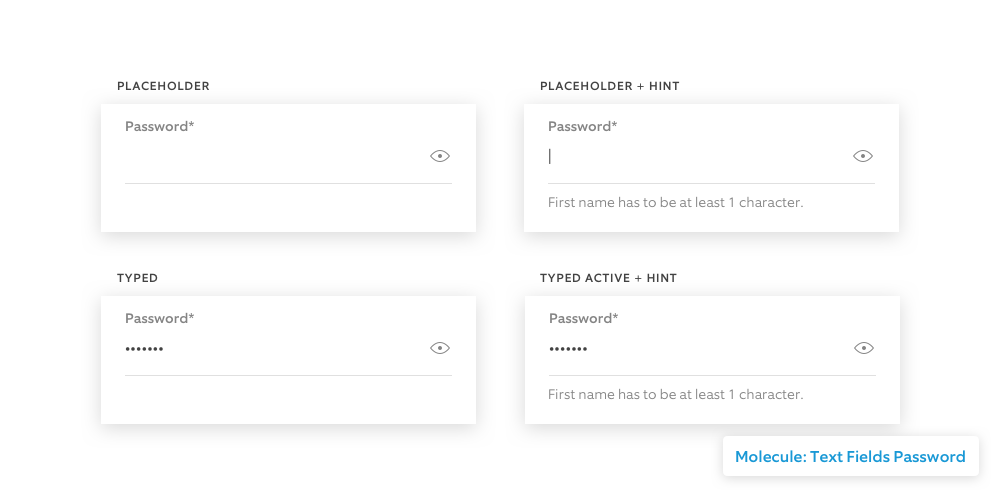 PLACEHOLDER
Password*
PLACEHOLDER + HINT
Password*
First name has to be at least 1 character.
TYPED
Password*
•••••••
TYPED ACTIVE + HINT
Password*
•••••••
First name has to be at least 1 character.
Molecule: Text Fields Password